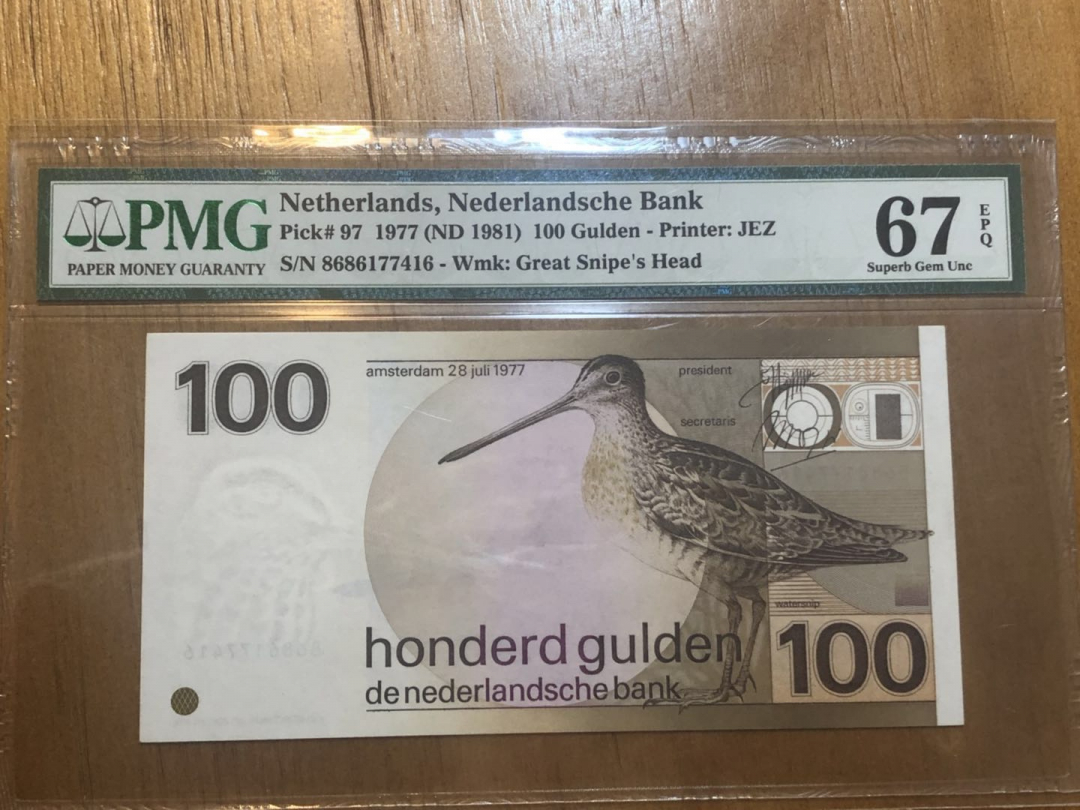 PMG
PAPER MONEY GUARANTY
Netherlands, Nederlandsche Bank
Pick# 97 1977 (ND 1981) 100 Gulden - Printer: JEZ
S/N 8686177416 - Wmk: Great Snipe's Head
67
EPQ
Superb Gem Unc
100
amsterdam 28 juli 1977
president
secretaris
watersnip
honderd gulden
de nederlandsche bank
100